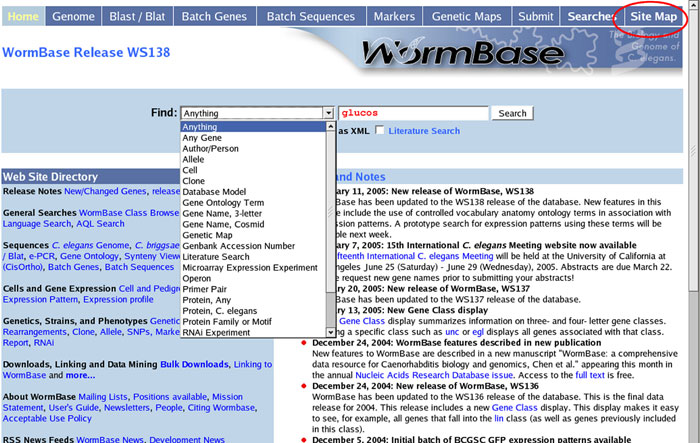 Home Genome Blast / Blat Batch Genes Batch Sequences Markers Genetic Maps Submit Searches Site Map
WormBase Release WS138
WormBase
The Biology and
Genome of
C. elegans.
Find: Anything glucos Search
as XML Literature Search
Anything
Any Gene
Author/Person
Allele
Cell
Clone
Database Model
Gene Ontology Term
Gene Name, 3-letter
Gene Name, Cosmid
Genetic Map
Genbank Accession Number
Literature Search
Microarray Expression Experiment
Operon
Primer Pair
Protein, Any
Protein, C. elegans
Protein Family or Motif
RNAi Experiment
Web Site Directory
Release Notes New/Changed Genes, release
General Searches WormBase Class Browse
Language Search, AQL Search
Sequences C. elegans Genome, C. briggsae
/ Blat, e-PCR, Gene Ontology, Synteny View
(CisOrtho), Batch Genes, Batch Sequences
Cells and Gene Expression Cell and Pedig
Expression Pattern, Expression profile
Genetics, Strains, and Phenotypes Genetic
Rearrangements, Clone, Allele, SNPs, Marke
Report, RNAi
Downloads, Linking and Data Mining Bulk Downloads, Linking to
WormBase and more...
About WormBase Mailing Lists, Positions available, Mission
Statement, User's Guide, Newsletters, People, Citing Wormbase,
Acceptable Use Policy
RSS Feeds WormBase News, Development News
and Notes
ary 11, 2005: New release of WormBase, WS138
Base has been updated to the WS138 release of the database. New features in this
e include the use of controlled vocabulary anatomy ontology terms in association with
ssion patterns. A prototype search for expression patterns using these terms will be
ble next week.
ary 7, 2005: 15th International C. elegans Meeting website now available
fteenth International C. elegans Meeting will be held at the University of California at
ngeles June 25 (Saturday) - June 29 (Wednesday), 2005. Abstracts are due March 22.
e request new gene names prior to submitting your abstracts!
ary 20, 2005: New release of WormBase, WS137
Base has been updated to the WS137 release of the database.
ary 13, 2005: New Gene Class display
Gene Class display summarizes information on three- and four- letter gene classes.
ng a specific class such as unc or egl displays all genes associated with that class.
December 24, 2004: WormBase features described in new publication
New features to WormBase are described in a new manuscript "WormBase: a comprehensive
data resource for Caenorhabditis biology and genomics, Chen et al." appearing this month in
the annual Nucleic Acids Research Database issue. Access to the full text is free.
December 24, 2004: New release of WormBase, WS136
WormBase has been updated to the WS136 release of the database. This is the final data
release for 2004. This release includes a new Gene Class display. This display makes it easy
to see, for example, all genes that fall into the lin class (as well as genes previously included
in this class).
December 5, 2004: Initial batch of BCGSC GFP expression patterns available